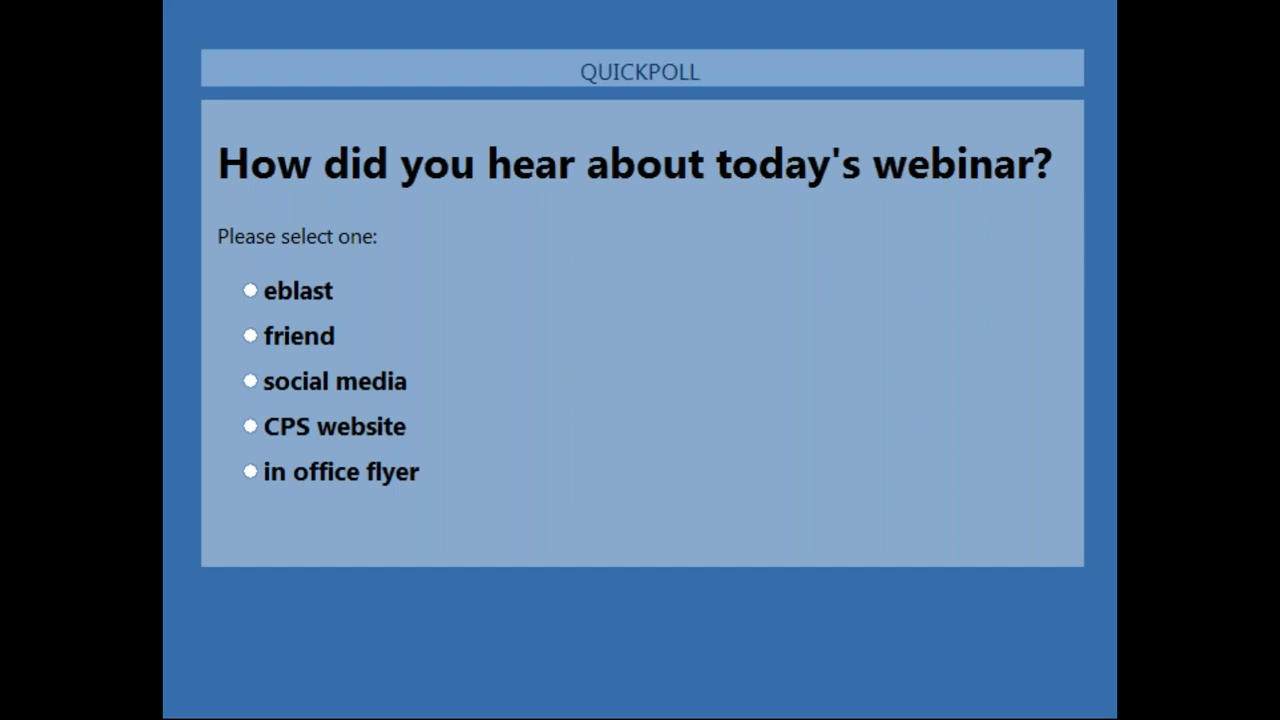 QUICKPOLL
How did you hear about today's webinar?
Please select one:
eblast
friend
social media
CPS website
in office flyer